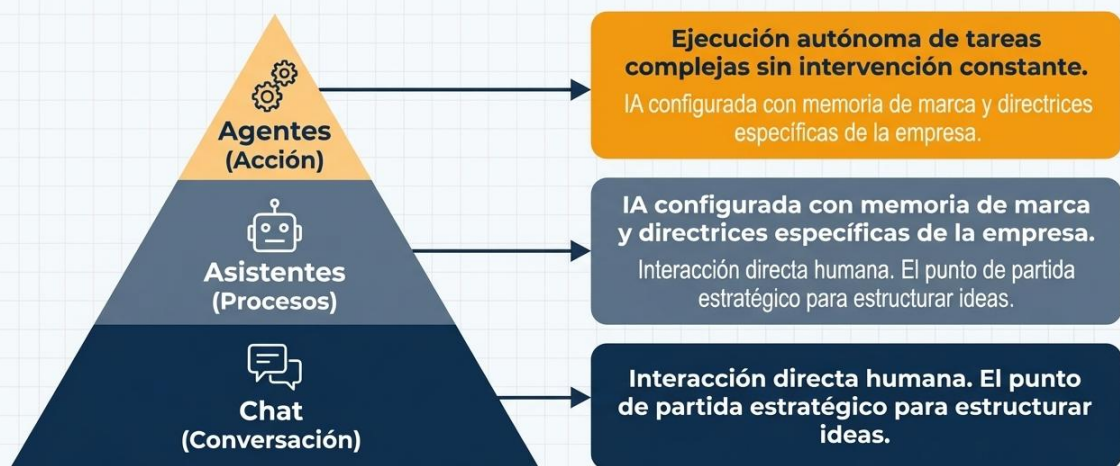 Agentes
(Acción)
Ejecución autónoma de tareas
complejas sin intervención constante.
IA configurada con memoria de marca y directrices
específicas de la empresa.
Asistentes
(Procesos)
IA configurada con memoria de marca
y directrices específicas de la empresa.
Interacción directa humana. El punto de partida
estratégico para estructurar ideas.
Chat
(Conversación)
Interacción directa humana. El punto
de partida estratégico para estructurar
ideas.